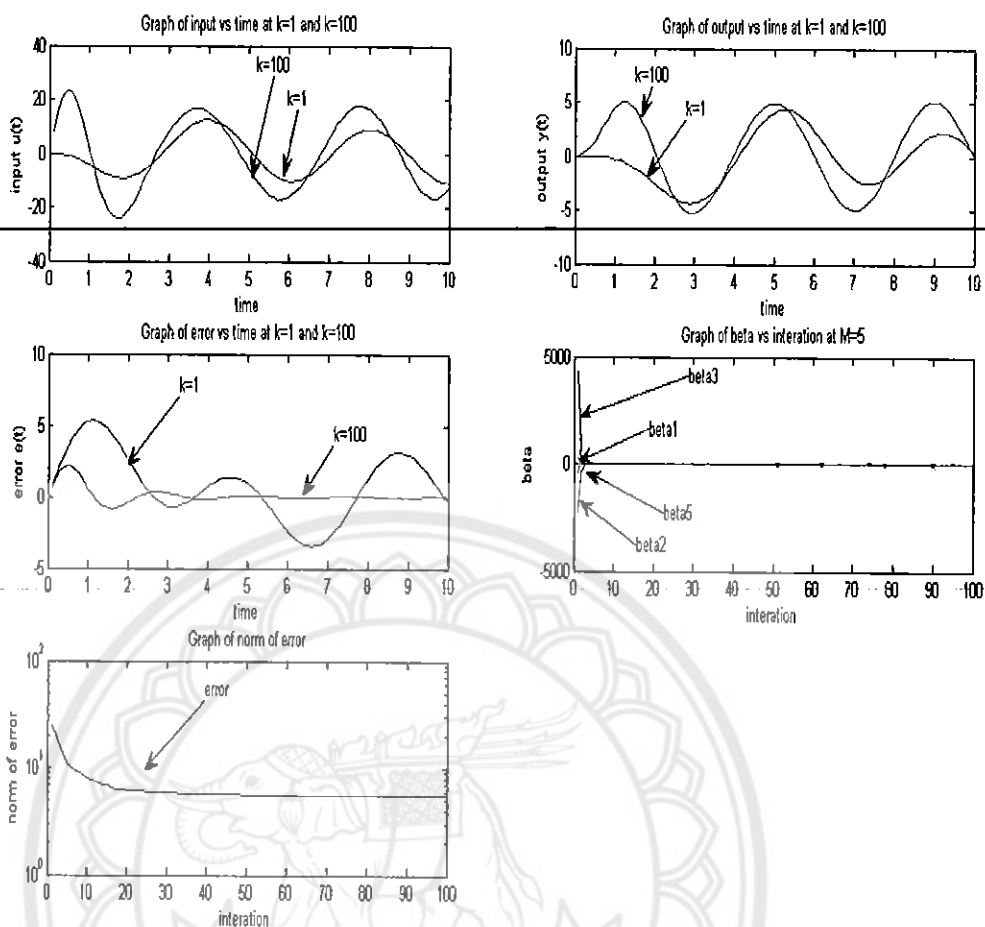 Graph of input vs time at k=1 and k=100
40
20
0
-20
-40
input u(t)
k=100
k=1
0 1 2 3 4 5 6 7 8 9 10
time
Graph of output vs time at k=1 and k=100
10
5
0
-5
-10
output y(t)
k=100
k=1
0 1 2 3 4 5 6 7 8 9 10
time
Graph of error vs time at k=1 and k=100
10
5
0
-5
error e(t)
k=1
k=100
0 1 2 3 4 5 6 7 8 9 10
time
Graph of beta vs interation at M=5
5000
0
-5000
beta
beta3
beta1
beta5
beta2
0 10 20 30 40 50 60 70 80 90 100
interation
Graph of norm of error
10²
10¹
10⁰
norm of error
error
0 10 20 30 40 50 60 70 80 90 100
interation